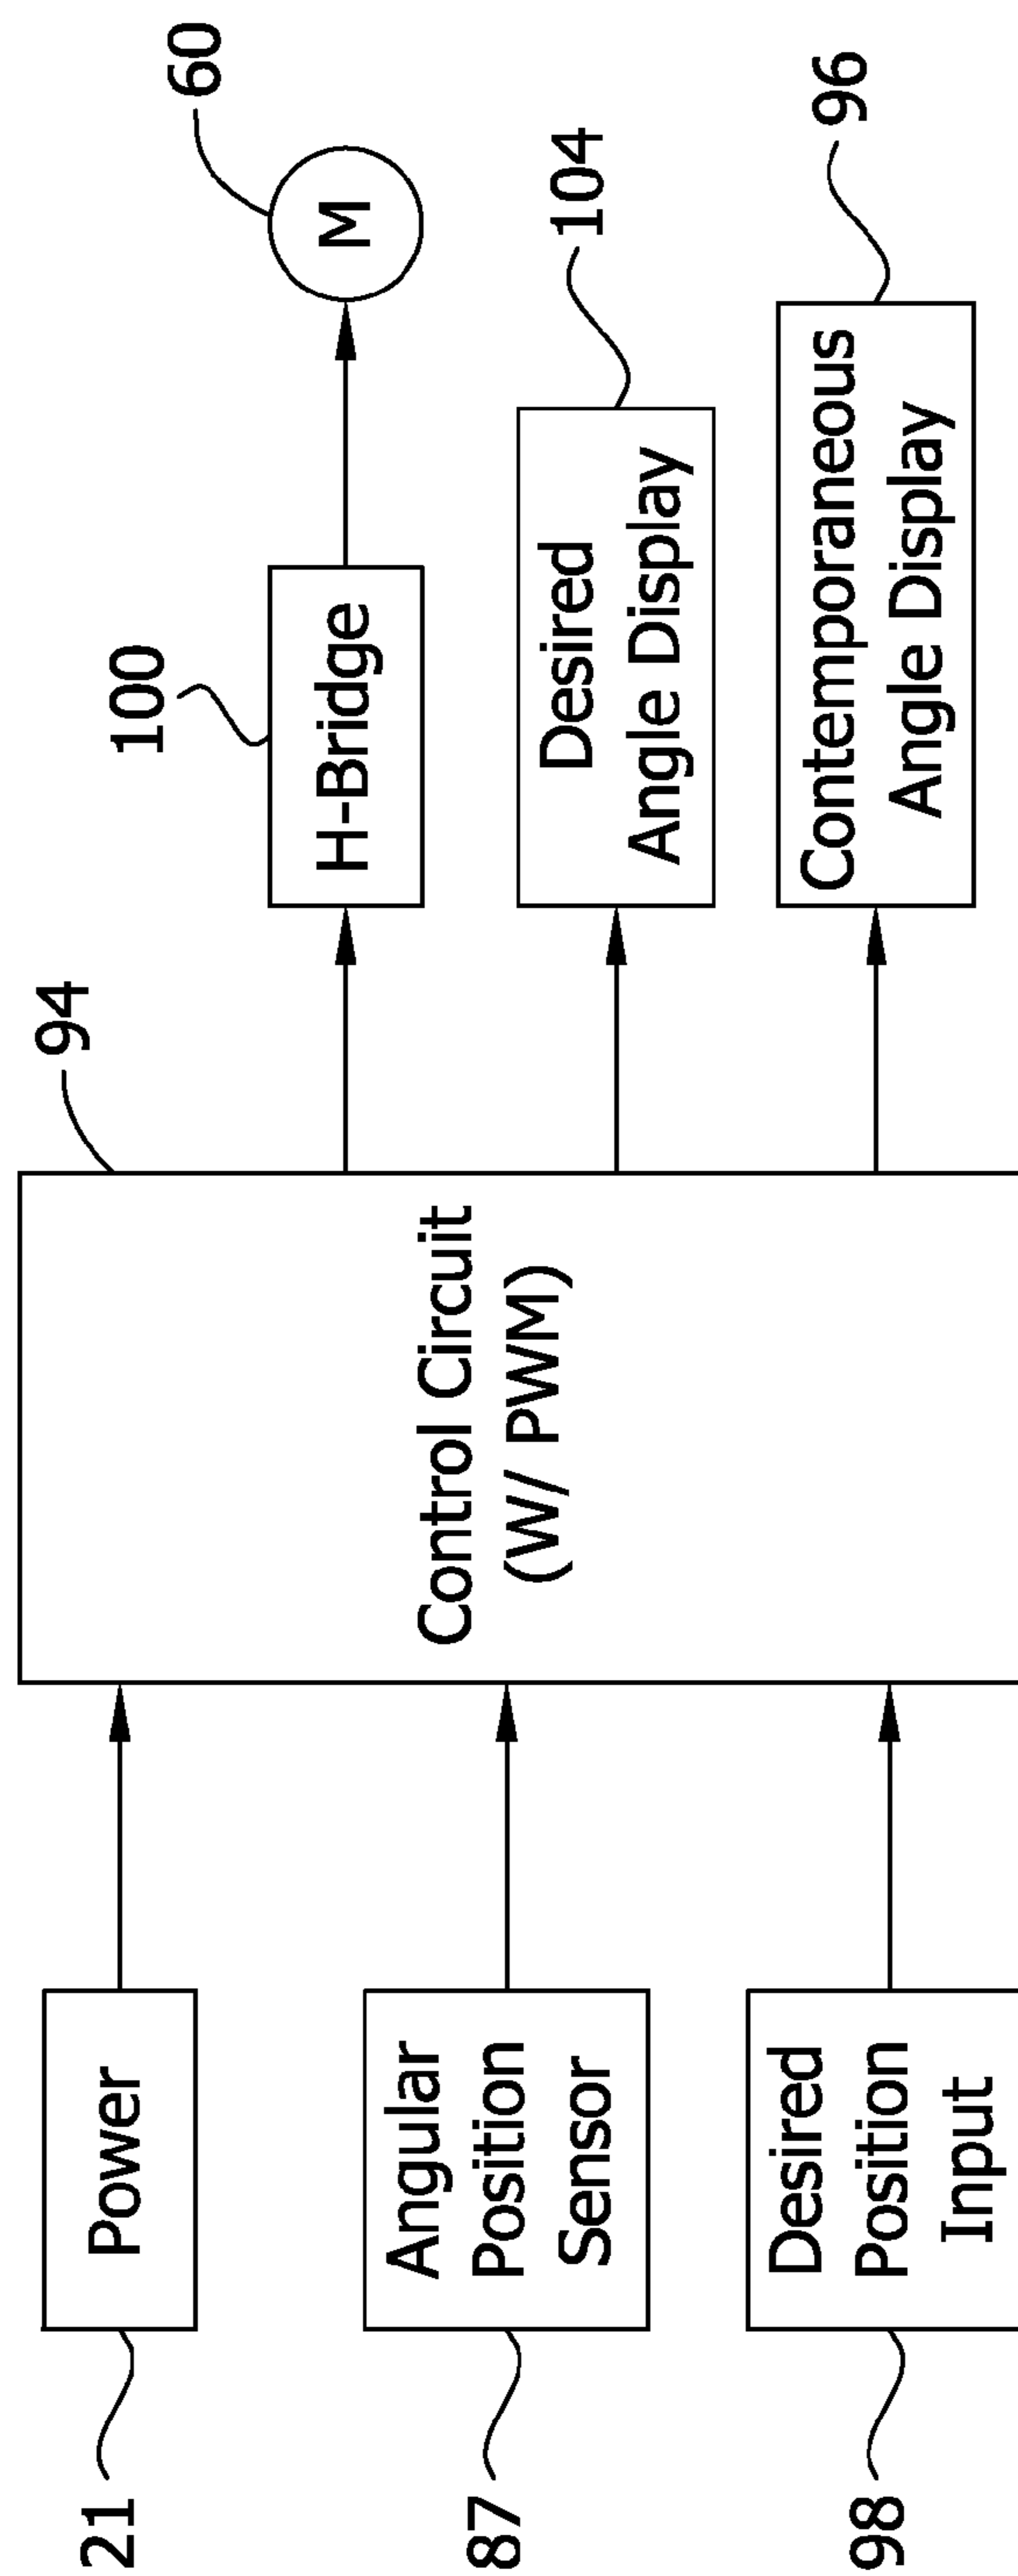 21
Power
87
Angular
Position
Sensor
98
Desired
Position
Input
94
Control Circuit
(W/ PWM)
100
H-Bridge
60
M
104
Desired
Angle Display
96
Contemporaneous
Angle Display